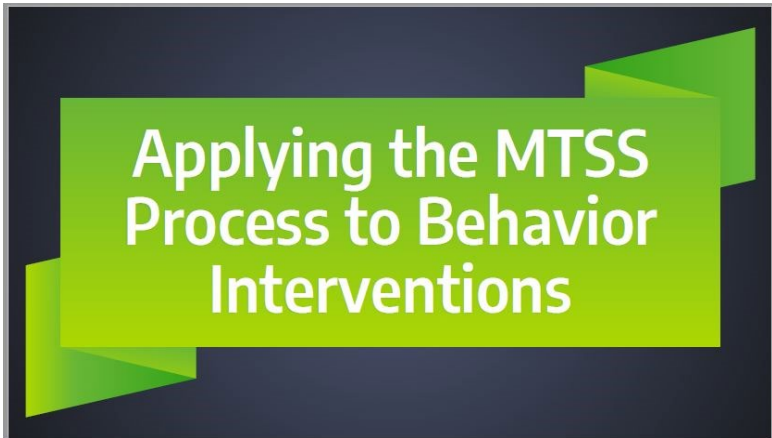 Applying the MTSS
Process to Behavior
Interventions